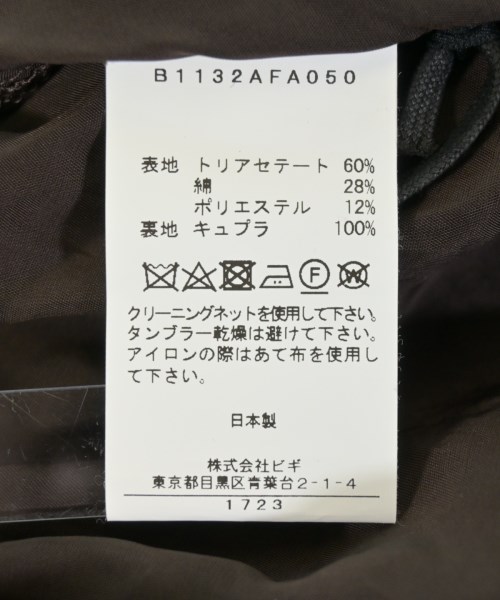 B1132AFA050
表地 トリアセテート 60%
綿 28%
ポリエステル 12%
裏地 キュプラ 100%
F W
クリーニングネットを使用して下さい。
タンブラー乾燥は避けて下さい。
アイロンの際はあて布を使用し
て下さい。
日本製
株式会社ビギ
東京都目黒区青葉台2-1-4
1723